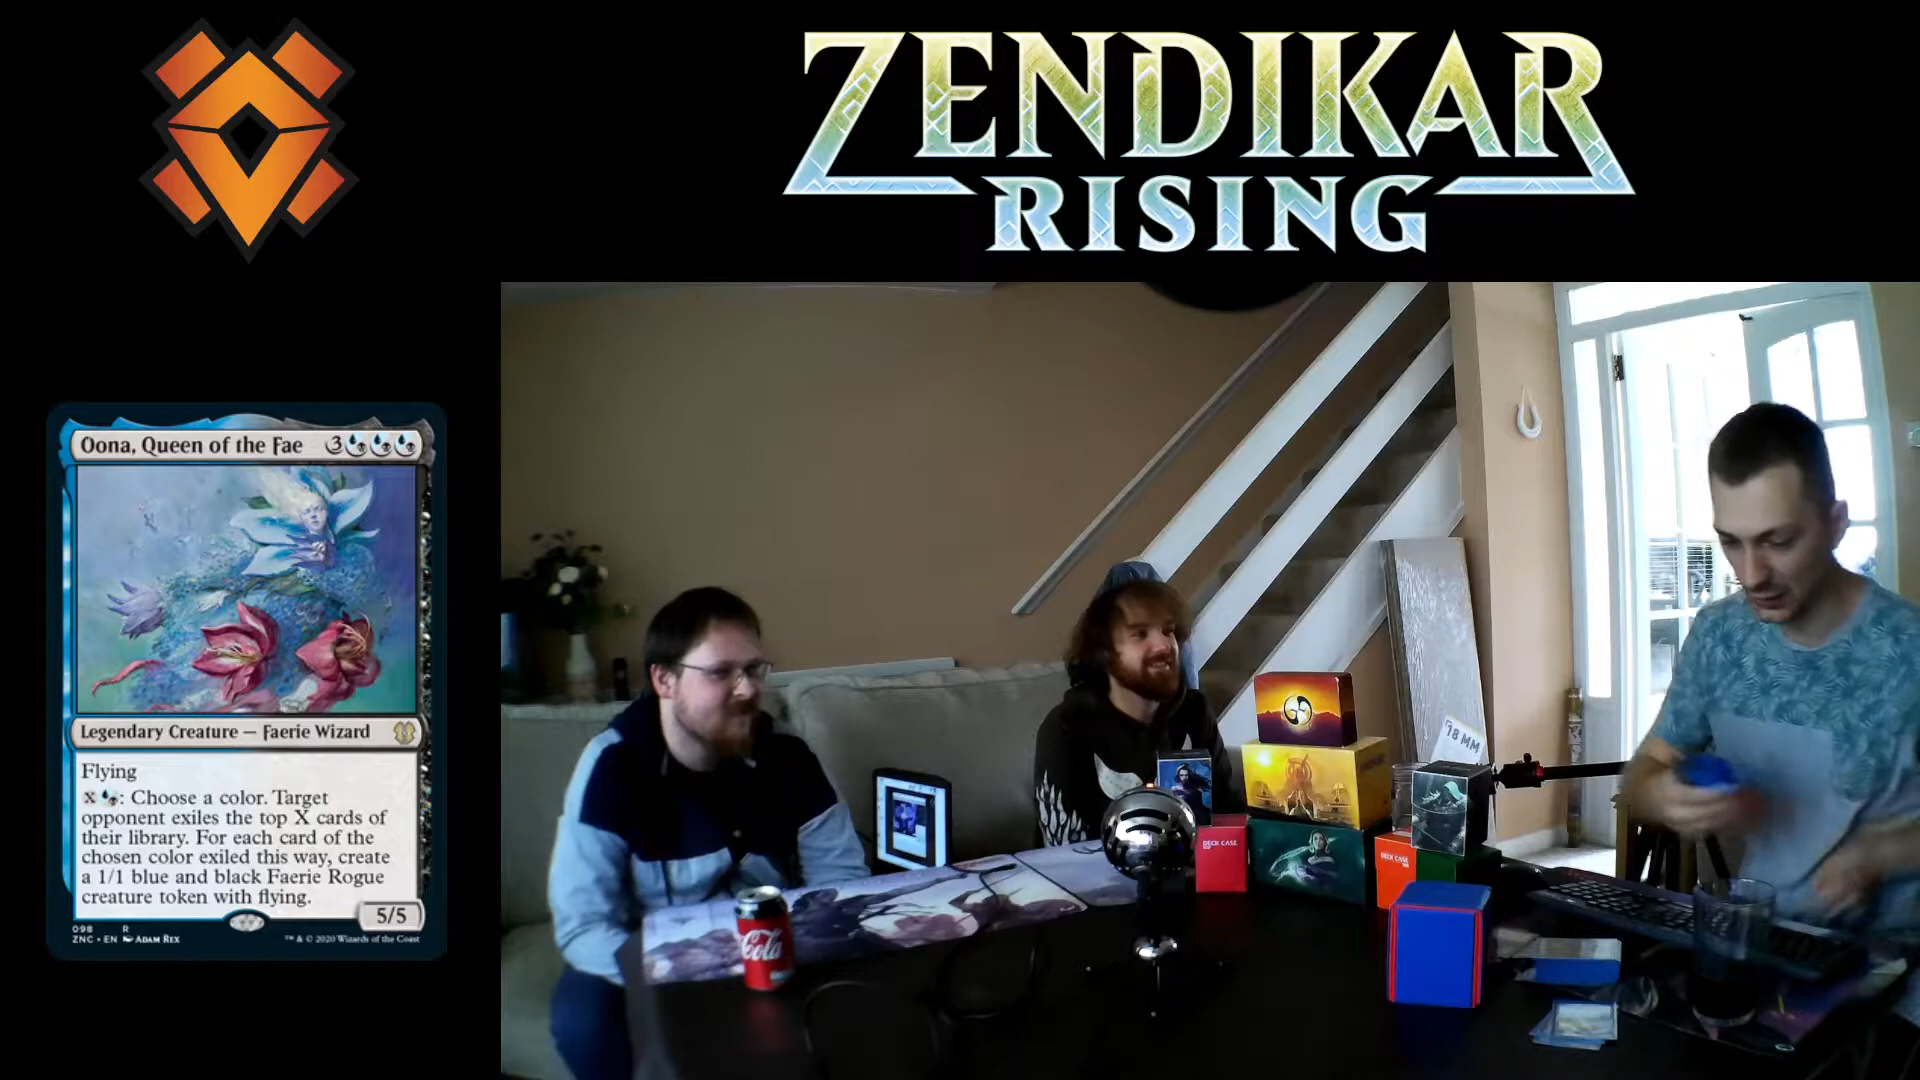 ZENDIKAR
RISING
Oona, Queen of the Fae 3
Legendary Creature — Faerie Wizard
Flying
X : Choose a color. Target
opponent exiles the top X cards of
their library. For each card of the
chosen color exiled this way, create
a 1/1 blue and black Faerie Rogue
creature token with flying.
5/5
098 R
ZNC • EN ADAM REX
™ & © 2020 Wizards of the Coast
18 MM
DECK CASE
DECK CASE
Cola